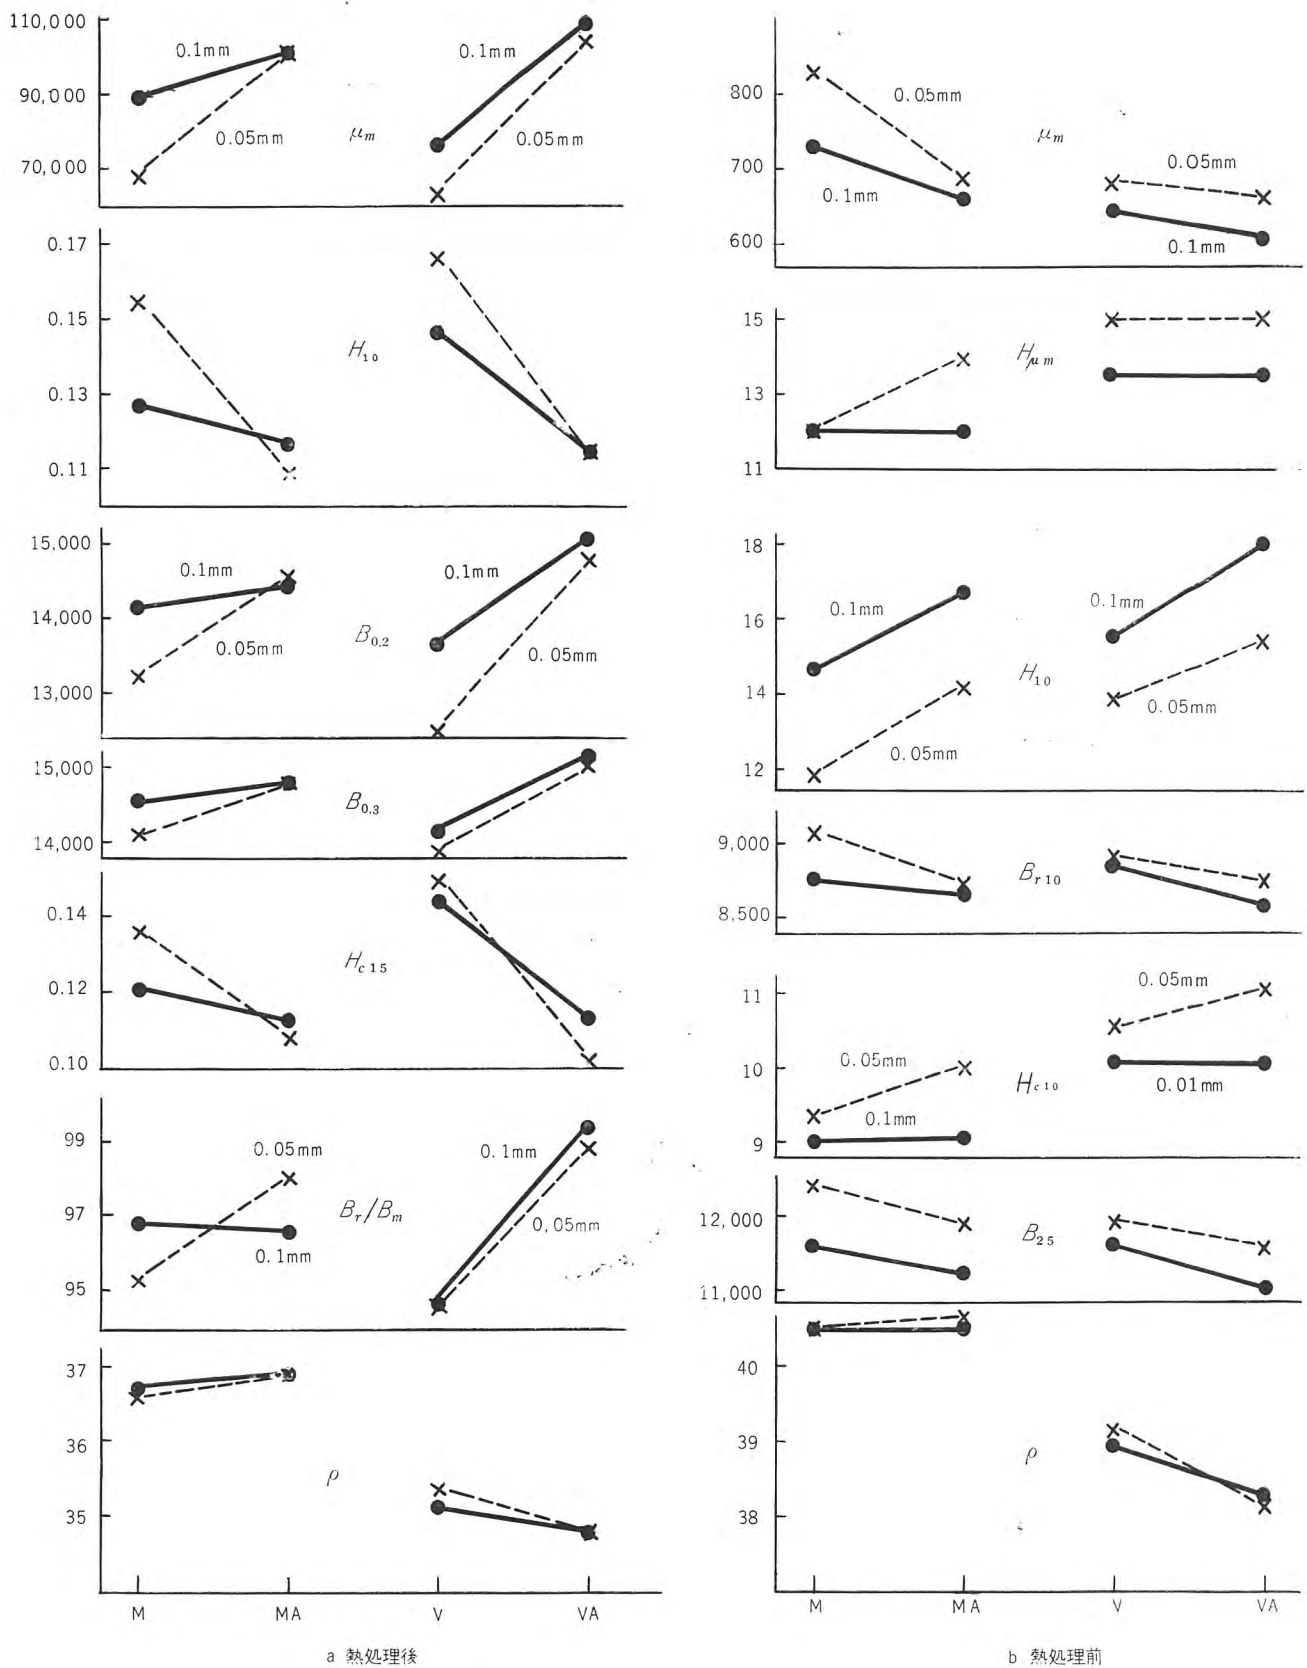 110,000
0.1mm
0.1mm
90,000
0.05mm
μm
0.05mm
70,000
0.17
0.15
H10
0.13
0.11
15,000
0.1mm
0.1mm
14,000
B0.2
0.05mm
0.05mm
13,000
15,000
B0.3
14,000
0.14
Hc15
0.12
0.10
99
0.05mm
0.1mm
97
Br/Bm
0,05mm
0.1mm
95
37
36
ρ
35
M MA V VA
a 熱処理後
800
0.05mm
μm
700
0.05mm
0.1mm
600
0.1mm
15
Hμm
13
11
18
0.1mm
0.1mm
16
H10
14
0.05mm
0.05mm
12
9,000
Br10
8,500
11
0.05mm
0.05mm
10
Hc10
0.01mm
0.1mm
9
12,000
B25
11,000
40
39
ρ
38
M MA V VA
b 熱処理前